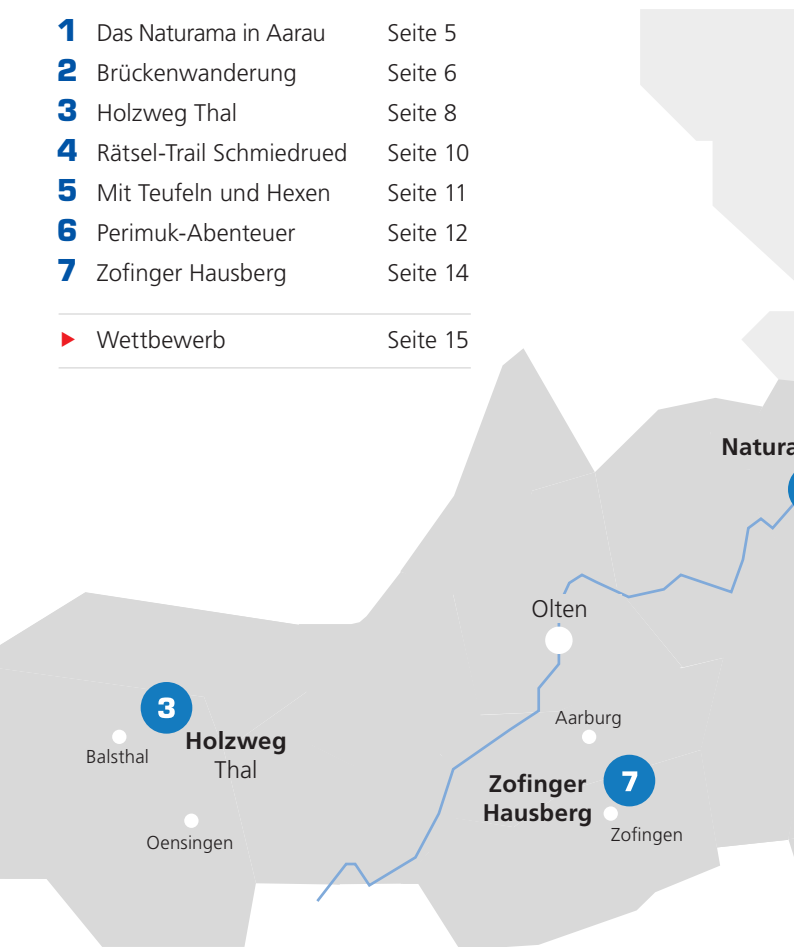 1 Das Naturama in Aarau Seite 5
2 Brückenwanderung Seite 6
3 Holzweg Thal Seite 8
4 Rätsel-Trail Schmiedrued Seite 10
5 Mit Teufeln und Hexen Seite 11
6 Perimuk-Abenteuer Seite 12
7 Zofinger Hausberg Seite 14
▶ Wettbewerb Seite 15
Natura
Olten
3
Holzweg
Thal
Balsthal
Oensingen
Aarburg
7
Zofinger
Hausberg
Zofingen